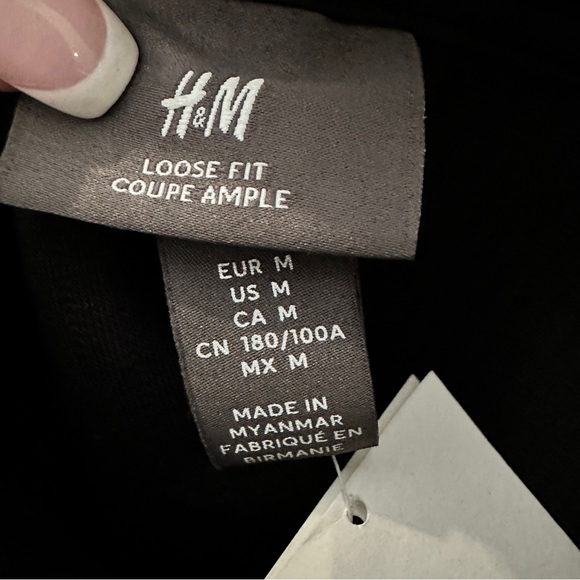 H&M
LOOSE FIT
COUPE AMPLE
EUR M
US M
CA M
CN 180/100A
MX M
MADE IN
MYANMAR
FABRIQUÉ EN
BIRMANIE